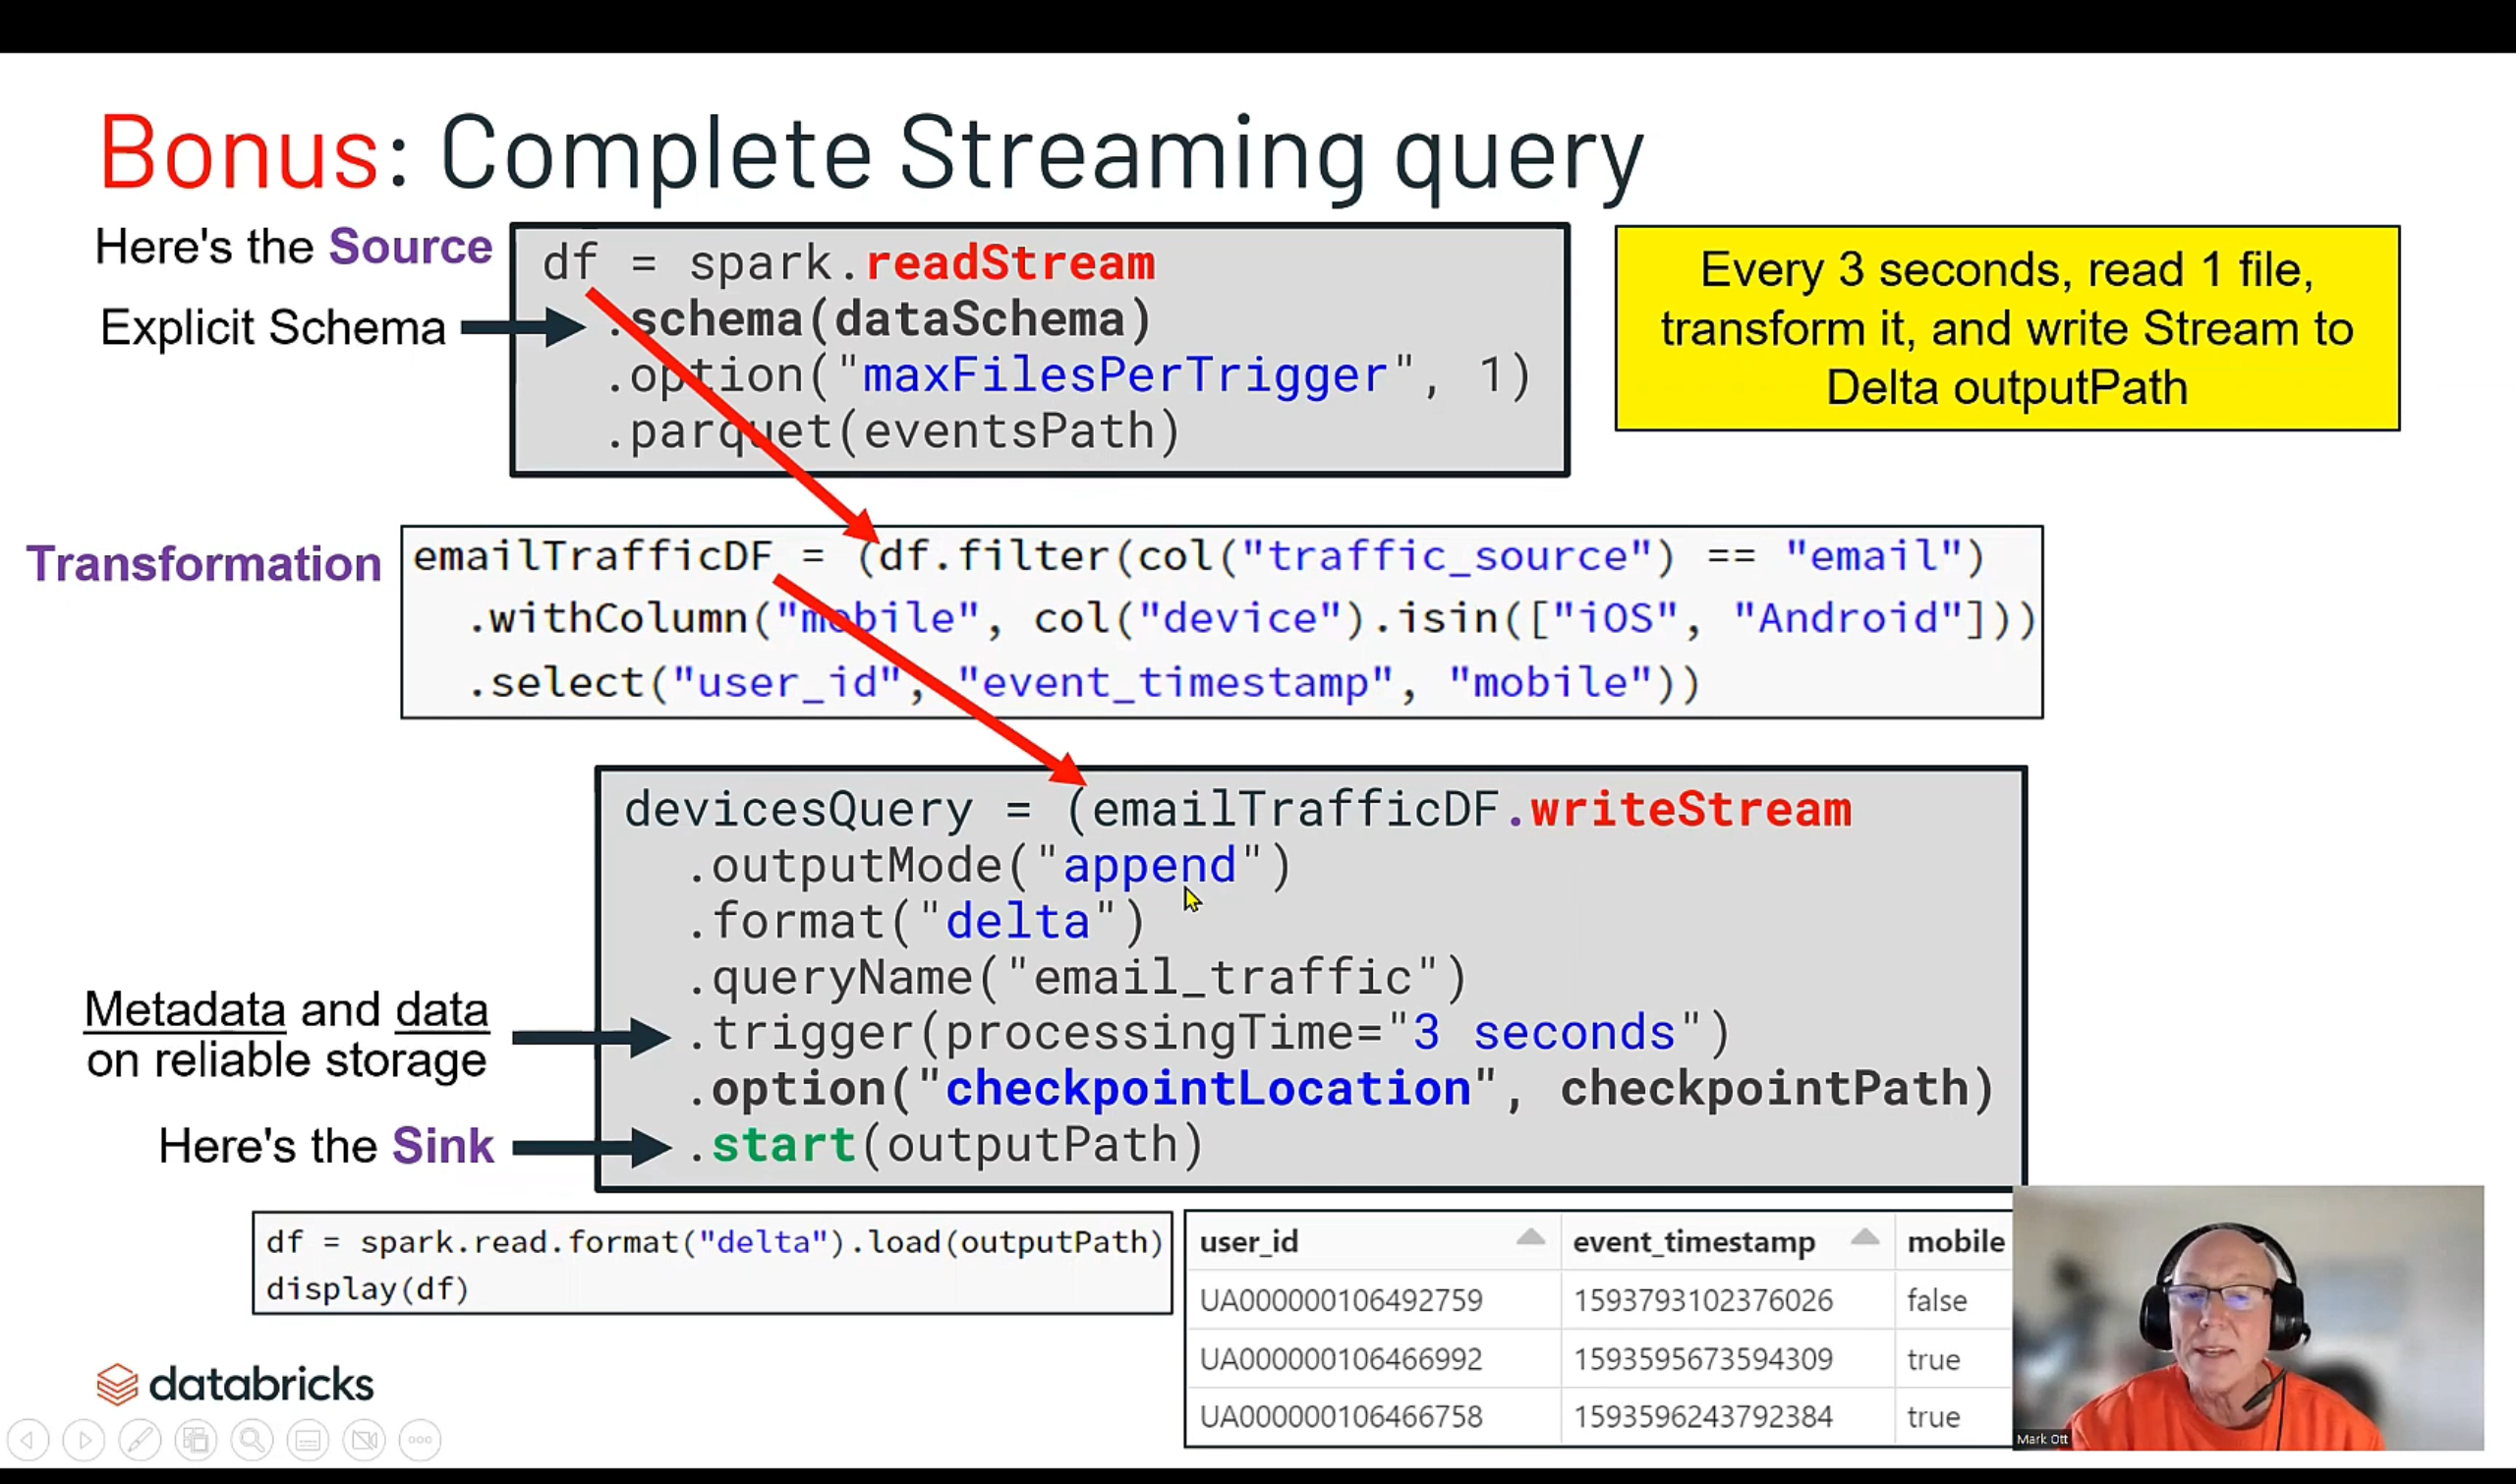 Bonus: Complete Streaming query
Here's the Source
Explicit Schema
df = spark.readStream
.schema(dataSchema)
.option("maxFilesPerTrigger", 1)
.parquet(eventsPath)
Every 3 seconds, read 1 file,
transform it, and write Stream to
Delta outputPath
Transformation
emailTrafficDF = (df.filter(col("traffic_source") == "email")
.withColumn("mobile", col("device").isin(["iOS", "Android"]))
.select("user_id", "event_timestamp", "mobile"))
devicesQuery = (emailTrafficDF.writeStream
.outputMode("append")
.format("delta")
.queryName("email_traffic")
.trigger(processingTime="3 seconds")
.option("checkpointLocation", checkpointPath)
.start(outputPath)
Metadata and data
on reliable storage
Here's the Sink
df = spark.read.format("delta").load(outputPath)
display(df)
user_id event_timestamp mobile
UA000000106492759 1593793102376026 false
UA000000106466992 1593595673594309 true
UA000000106466758 1593596243792384 true
databricks
Mark Ott